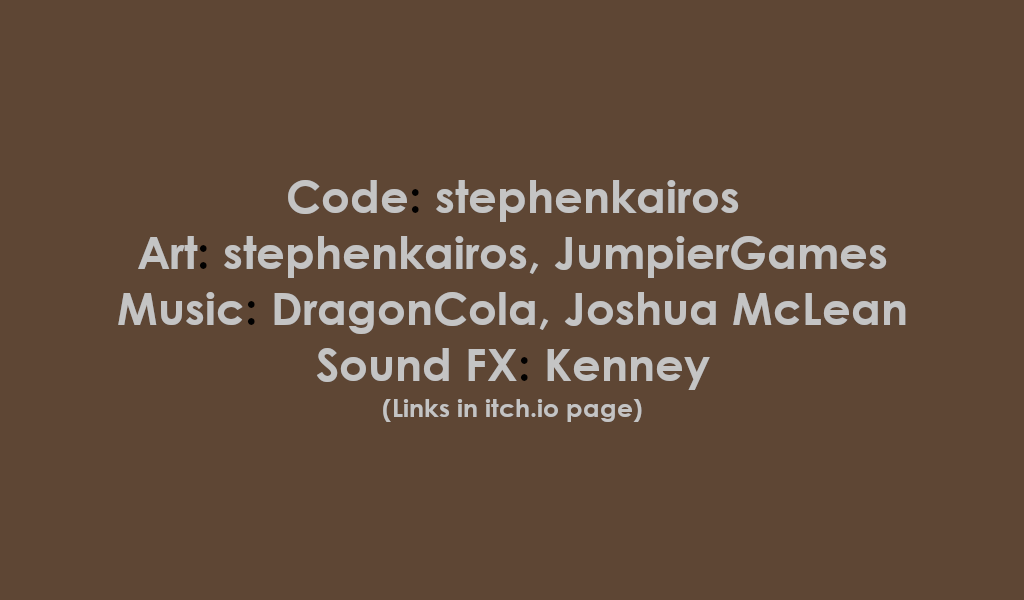 Code: stephenkairos
Art: stephenkairos, JumpierGames
Music: DragonCola, Joshua McLean
Sound FX: Kenney
(Links in itch.io page)